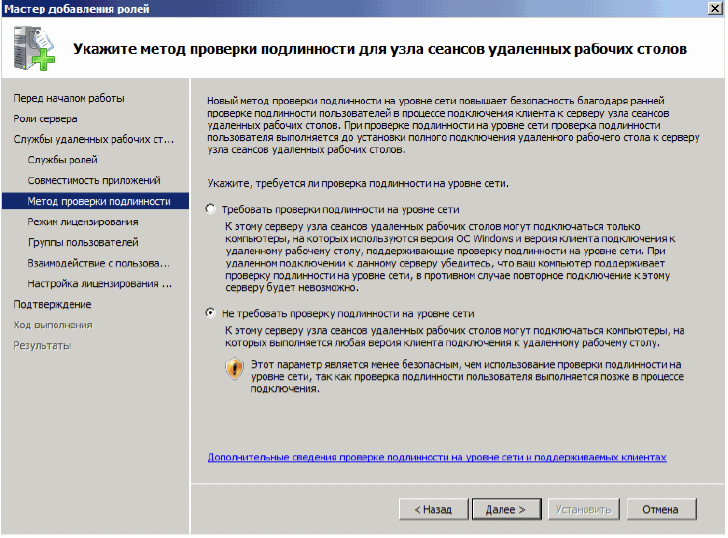 Мастер добавления ролей
Укажите метод проверки подлинности для узла сеансов удаленных рабочих столов
Перед началом работы
Роли сервера
Службы удаленных рабочих ст...
Службы ролей
Совместимость приложений
Метод проверки подлинности
Режим лицензирования
Группы пользователей
Взаимодействие с пользова...
Настройка лицензирования ...
Подтверждение
Ход выполнения
Результаты
Новый метод проверки подлинности на уровне сети повышает безопасность благодаря ранней
проверке подлинности пользователей в процессе подключения клиента к серверу узла сеансов
удаленных рабочих столов. При проверке подлинности на уровне сети проверка подлинности
пользователя выполняется до установки полного подключения удаленного рабочего стола к серверу
узла сеансов удаленных рабочих столов.
Укажите, требуется ли проверка подлинности на уровне сети.
Требовать проверки подлинности на уровне сети
К этому серверу узла сеансов удаленных рабочих столов могут подключаться только
компьютеры, на которых используются версия ОС Windows и версия клиента подключения к
удаленному рабочему столу, поддерживающие проверку подлинности на уровне сети. При
удаленном подключении к данному серверу убедитесь, что ваш компьютер поддерживает
проверку подлинности на уровне сети, в противном случае повторное подключение к этому
серверу будет невозможно.
Не требовать проверку подлинности на уровне сети
К этому серверу узла сеансов удаленных рабочих столов могут подключаться компьютеры, на
которых выполняется любая версия клиента подключения к удаленному рабочему столу.
Этот параметр является менее безопасным, чем использование проверки подлинности на
уровне сети, так как проверка подлинности пользователя выполняется позже в процессе
подключения.
Дополнительные сведения проверке подлинности на уровне сети и поддерживаемых клиентах
< Назад
Далее >
Установить
Отмена